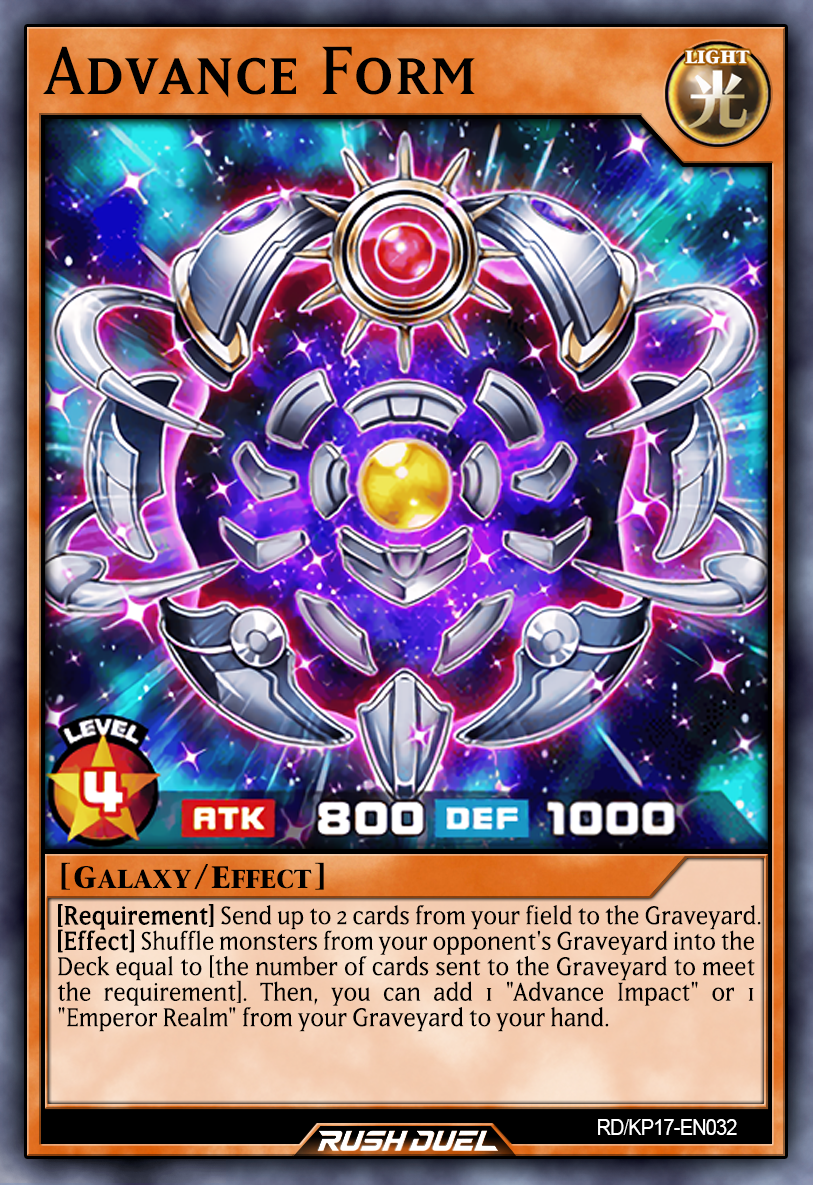 Advance Form
LIGHT
光
LEVEL
4
ATK 800 DEF 1000
[Galaxy/Effect]
[Requirement] Send up to 2 cards from your field to the Graveyard.
[Effect] Shuffle monsters from your opponent's Graveyard into the
Deck equal to [the number of cards sent to the Graveyard to meet
the requirement]. Then, you can add 1 "Advance Impact" or 1
"Emperor Realm" from your Graveyard to your hand.
RD/KP17-EN032
RUSH DUEL